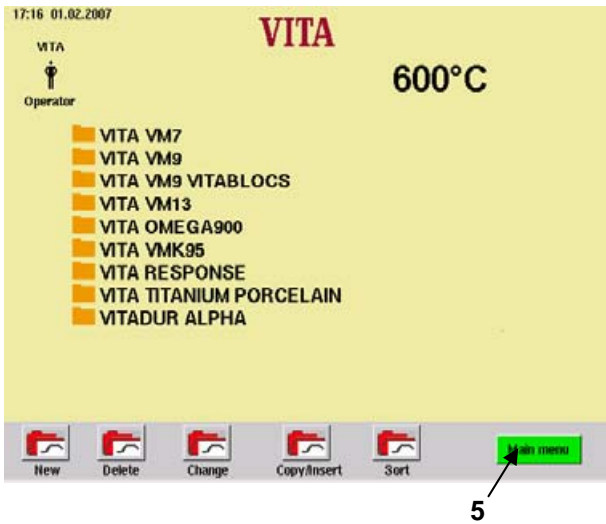 17:16 01.02.2007
VITA
VITA
600°C
Operator
VITA VM7
VITA VM9
VITA VM9 VITABLOCS
VITA VM13
VITA OMEGA900
VITA VMK95
VITA RESPONSE
VITA TITANIUM PORCELAIN
VITADUR ALPHA
New Delete Change Copy/Insert Sort Main menu
5